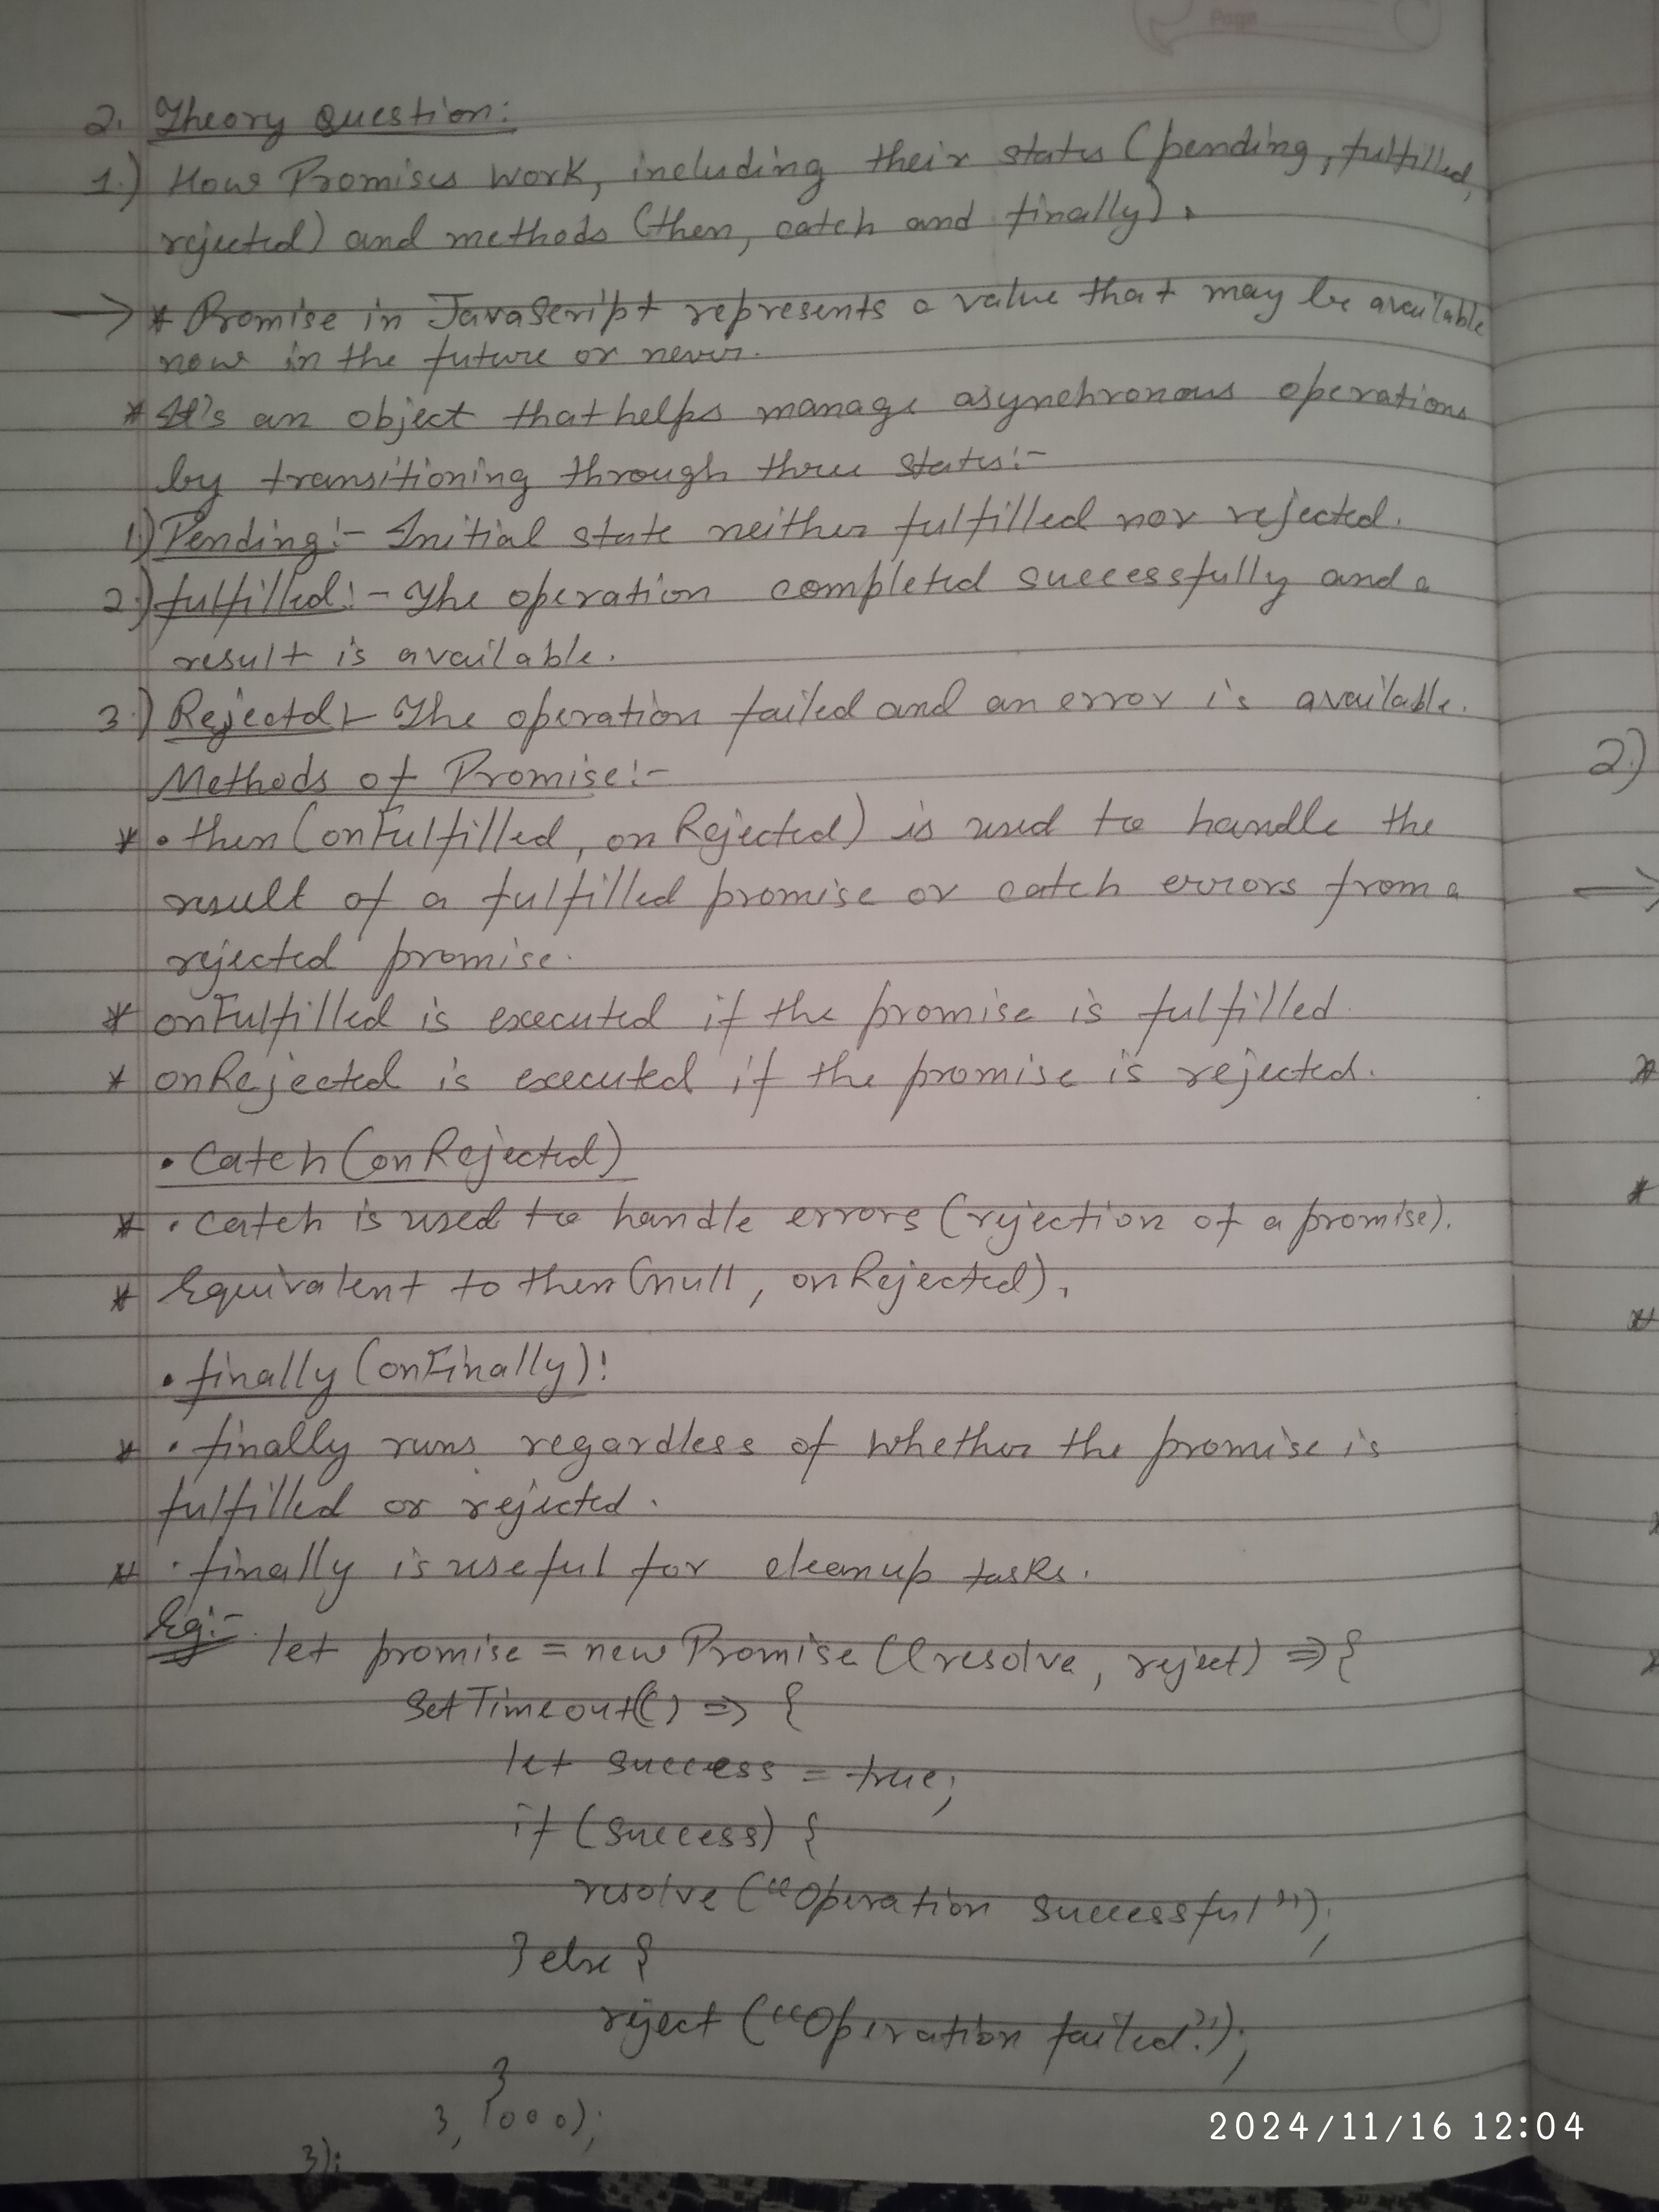 Page
2. Theory Question:
1.) How Promises work, including their states (pending, fulfilled,
rejected) and methods (then, catch and finally).
→ * Promise in JavaScript represents a value that may be available
now in the future or never.
* It's an object that helps manage asynchronous operations
by transitioning through three states:-
1) Pending:- Initial state neither fulfilled nor rejected.
2.) fulfilled:- The operation completed successfully and a
result is available.
3.) Rejected:- The operation failed and an error is available.
Methods of Promise:-
* .then (onFulfilled, onRejected) is used to handle the
result of a fulfilled promise or catch errors from a
rejected promise.
* onFulfilled is executed if the promise is fulfilled.
* onRejected is executed if the promise is rejected.
.Catch (onRejected)
* .catch is used to handle errors (rejection of a promise).
* Equivalent to then (null, onRejected).
.finally (onFinally):
* .finally runs regardless of whether the promise is
fulfilled or rejected.
* .finally is useful for cleanup tasks.
Eg:- let promise = new Promise ((resolve, reject) => {
SetTimeout(() => {
let success = true;
if (success) {
resolve ("Operation successful");
} else {
reject ("Operation failed.");
}
}, 1000);
});
2)
→
*
*
*
*
*
2024/11/16 12:04